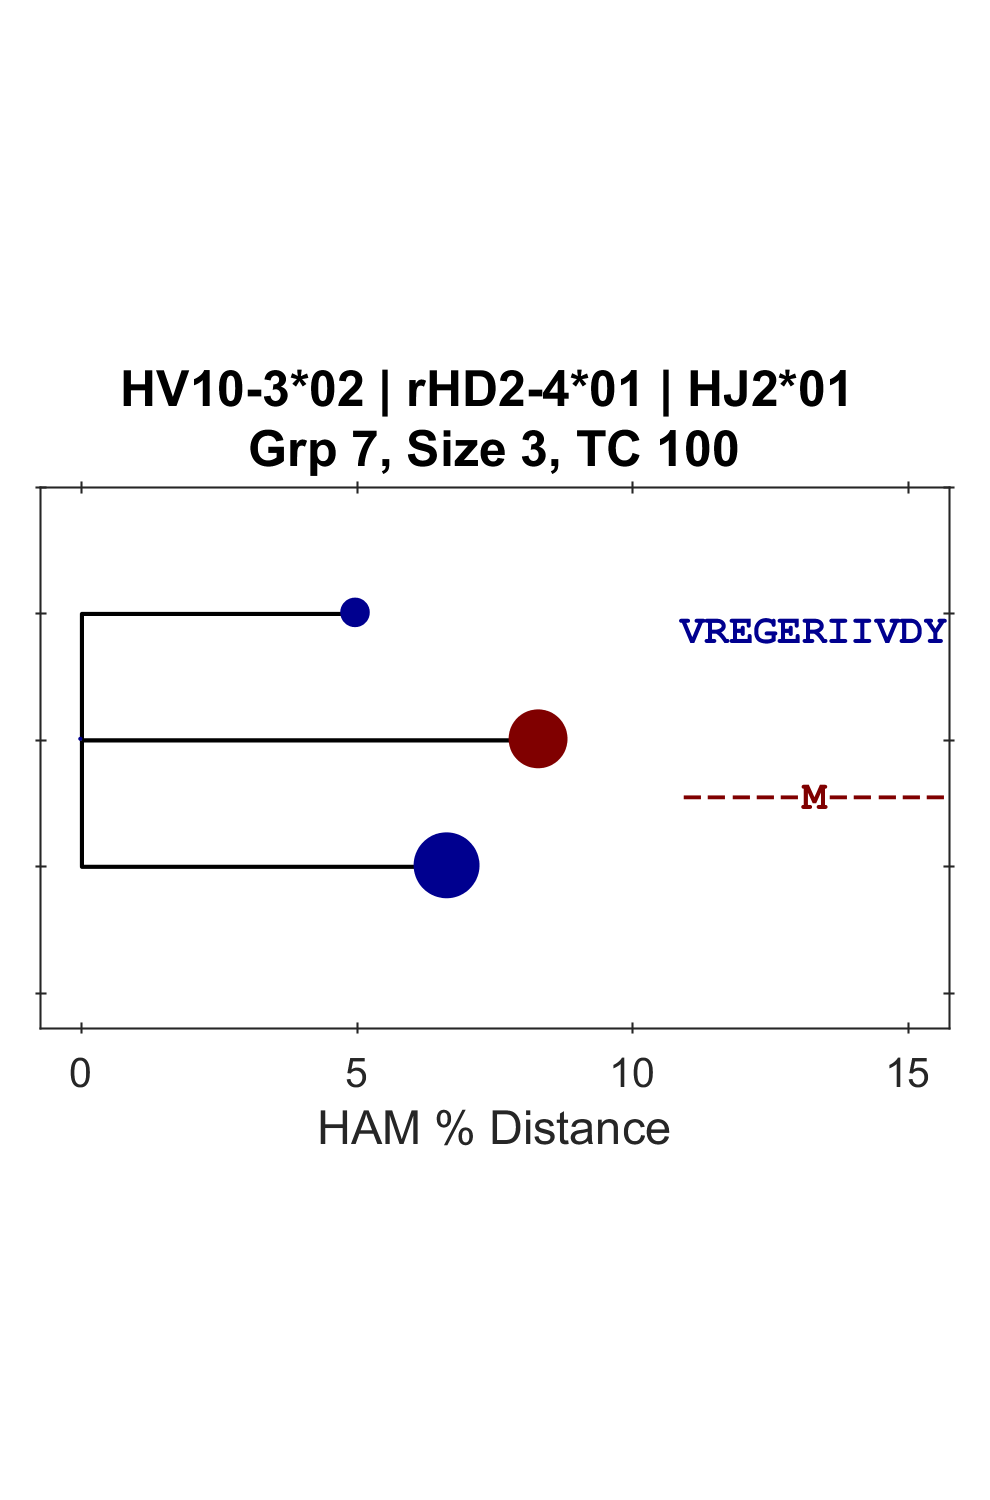 HV10-3*02 | rHD2-4*01 | HJ2*01
Grp 7, Size 3, TC 100
VREGERIIVDY
-----M-----
0 5 10 15
HAM % Distance